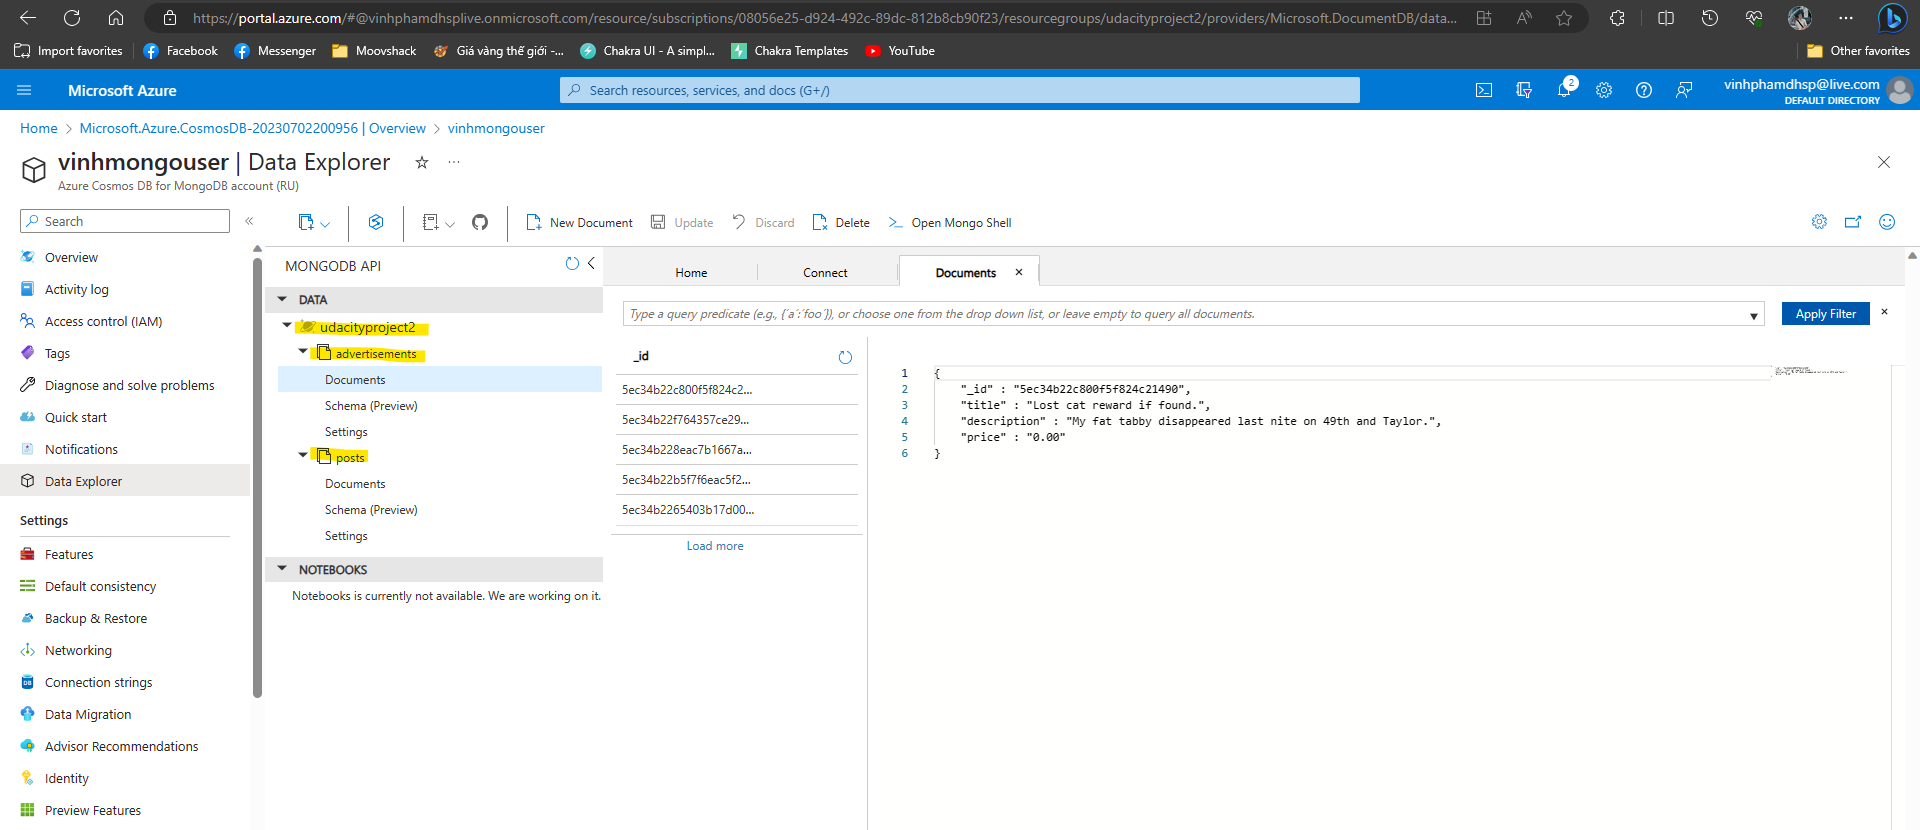 https://portal.azure.com/#@vinhphamdhsplive.onmicrosoft.com/resource/subscriptions/08056e25-d924-492c-89dc-812b8cb90f23/resourcegroups/udacityproject2/providers/Microsoft.DocumentDB/data...
Import favorites Facebook Messenger Moovshack Giá vàng thế giới -... Chakra UI - A simpl... Chakra Templates YouTube Other favorites
Microsoft Azure Search resources, services, and docs (G+/) 2 vinhphamdhsp@live.com
DEFAULT DIRECTORY
Home > Microsoft.Azure.CosmosDB-20230702200956 | Overview > vinhmongouser
vinhmongouser | Data Explorer ...
Azure Cosmos DB for MongoDB account (RU)
Search « New Document Update Discard Delete Open Mongo Shell
Overview
Activity log
Access control (IAM)
Tags
Diagnose and solve problems
Quick start
Notifications
Data Explorer
Settings
Features
Default consistency
Backup & Restore
Networking
Connection strings
Data Migration
Advisor Recommendations
Identity
Preview Features
MONGODB API
DATA
udacityproject2
advertisements
Documents
Schema (Preview)
Settings
posts
Documents
Schema (Preview)
Settings
NOTEBOOKS
Notebooks is currently not available. We are working on it.
Home Connect Documents
Type a query predicate (e.g., {´a´:´foo´}), or choose one from the drop down list, or leave empty to query all documents. Apply Filter
_id
5ec34b22c800f5f824c2...
5ec34b22f764357ce29...
5ec34b228eac7b1667a...
5ec34b22b5f7f6eac5f2...
5ec34b2265403b17d00...
Load more
1 {
2 "_id" : "5ec34b22c800f5f824c21490",
3 "title" : "Lost cat reward if found.",
4 "description" : "My fat tabby disappeared last nite on 49th and Taylor.",
5 "price" : "0.00"
6 }